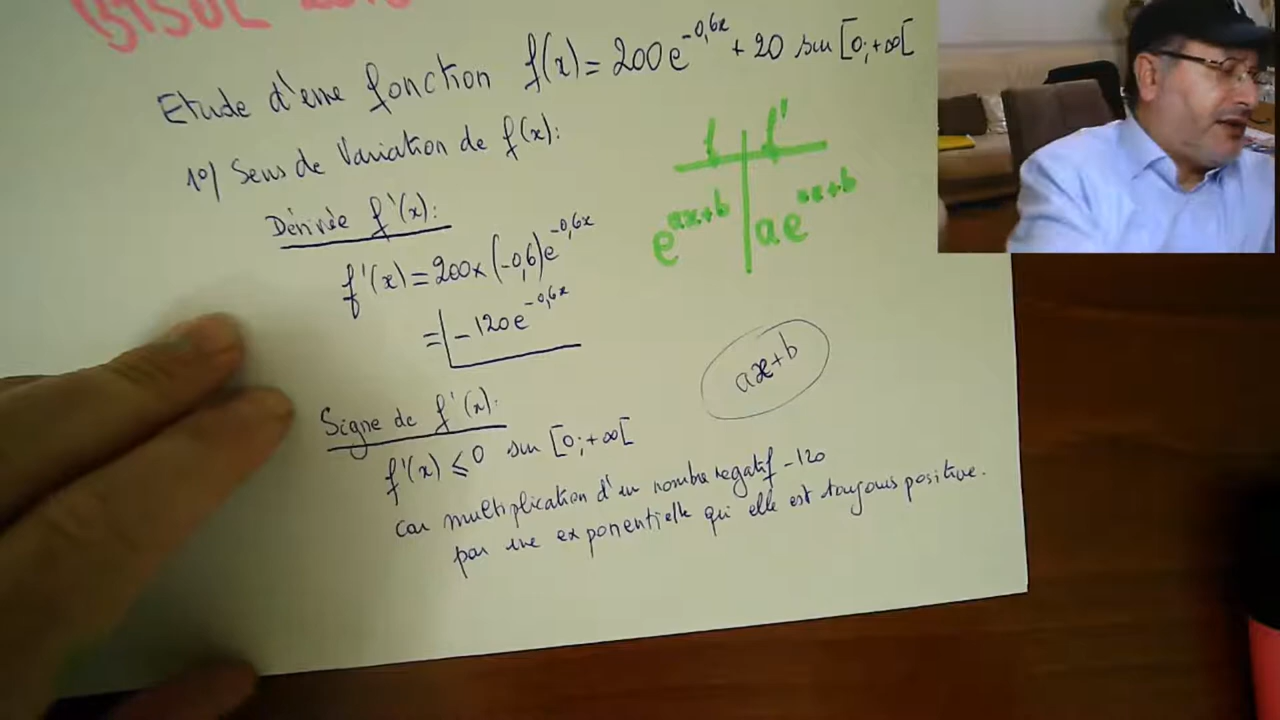 Etude d'une fonction f(x) = 200e^{-0,6x} + 20 sur [0; +∞[
1°/ Sens de Variation de f(x):
Dérivée f'(x):
f'(x) = 200x (-0,6)e^{-0,6x}
= -120e^{-0,6x}
f | f'
e^{ax+b} | ae^{ax+b}
ax+b
Signe de f'(x):
f'(x) ≤ 0 sur [0; +∞[
car multiplication d'un nombre negatif -120
par une exponentielle qui elle est toujours positive.